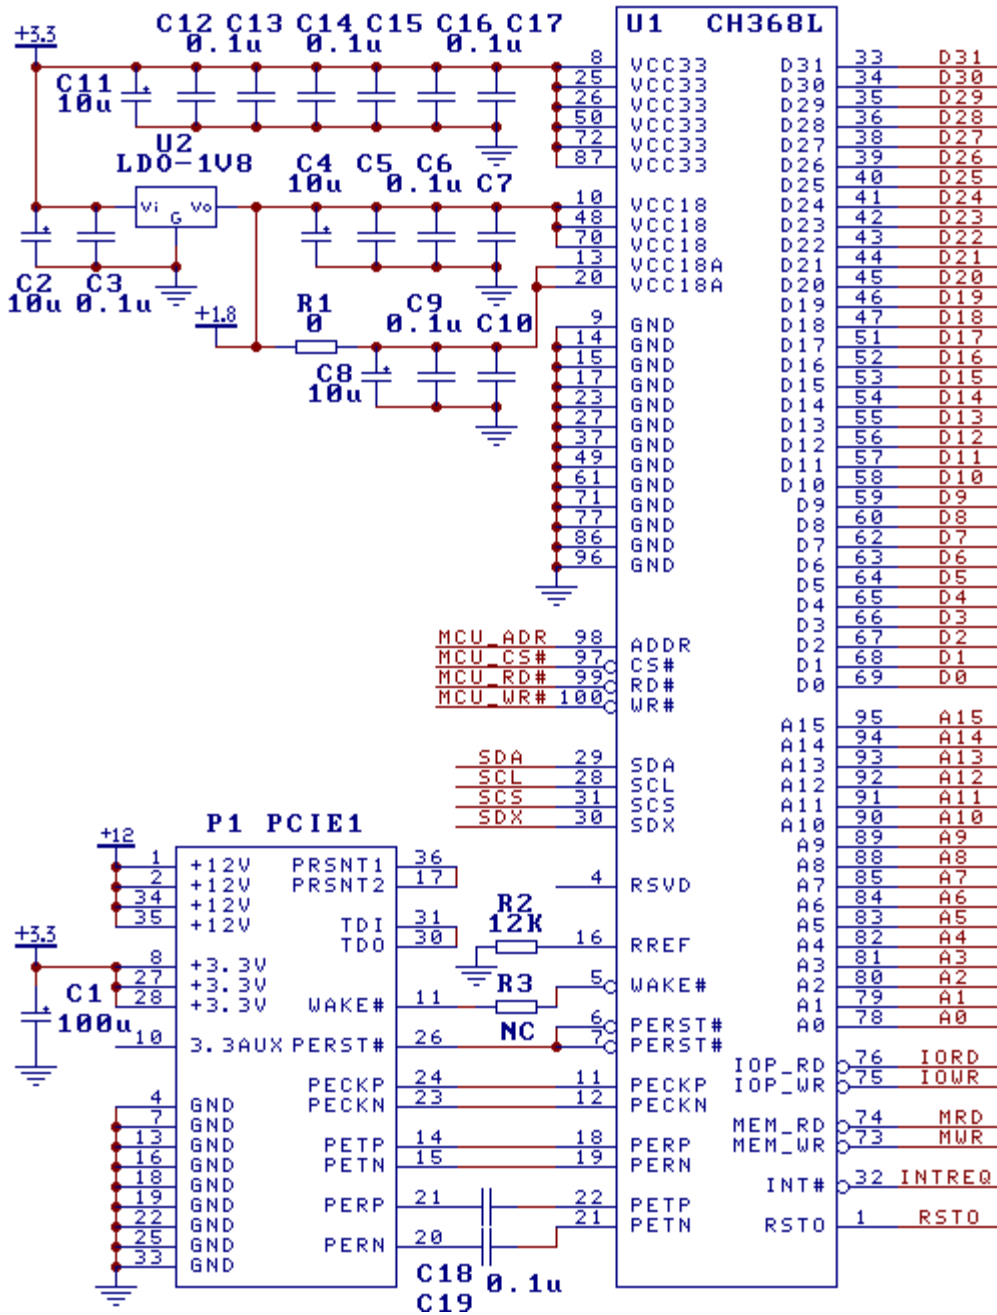 U1 CH368L
+3.3
C12 C13 C14 C15 C16 C17
0.1u 0.1u 0.1u
C11
10u
U2
LDO-1V8
Vi Vo
G
C2 C3
10u 0.1u
C4 C5 C6 C7
10u 0.1u
+1.8
R1
0
C9
0.1u C10
C8
10u
8 VCC33
25 VCC33
26 VCC33
50 VCC33
72 VCC33
87 VCC33
10 VCC18
48 VCC18
70 VCC18
13 VCC18A
20 VCC18A
9 GND
14 GND
15 GND
17 GND
23 GND
27 GND
37 GND
49 GND
61 GND
71 GND
77 GND
86 GND
96 GND
MCU_ADR 98 ADDR
MCU_CS# 97 CS#
MCU_RD# 99 RD#
MCU_WR# 100 WR#
SDA 29 SDA
SCL 28 SCL
SCS 31 SCS
SDX 30 SDX
4 RSVD
R2
12K
16 RREF
R3
NC
5 WAKE#
6 PERST#
7 PERST#
11 PECKP
12 PECKN
18 PERP
19 PERN
22 PETP
21 PETN
D31 33 D31
D30 34 D30
D29 35 D29
D28 36 D28
D27 38 D27
D26 39 D26
D25 40 D25
D24 41 D24
D23 42 D23
D22 43 D22
D21 44 D21
D20 45 D20
D19 46 D19
D18 47 D18
D17 51 D17
D16 52 D16
D15 53 D15
D14 54 D14
D13 55 D13
D12 56 D12
D11 57 D11
D10 58 D10
D9 59 D9
D8 60 D8
D7 62 D7
D6 63 D6
D5 64 D5
D4 65 D4
D3 66 D3
D2 67 D2
D1 68 D1
D0 69 D0
A15 95 A15
A14 94 A14
A13 93 A13
A12 92 A12
A11 91 A11
A10 90 A10
A9 89 A9
A8 88 A8
A7 85 A7
A6 84 A6
A5 83 A5
A4 82 A4
A3 81 A3
A2 80 A2
A1 79 A1
A0 78 A0
IOP_RD 76 IORD
IOP_WR 75 IOWR
MEM_RD 74 MRD
MEM_WR 73 MWR
INT# 32 INTREQ
RSTO 1 RSTO
P1 PCIE1
+12
1 +12V
2 +12V
34 +12V
35 +12V
+3.3
8 +3.3V
27 +3.3V
28 +3.3V
C1
100u
10 3.3AUX
4 GND
7 GND
13 GND
16 GND
18 GND
19 GND
22 GND
25 GND
33 GND
PRSNT1 36
PRSNT2 17
TDI 31
TDO 30
WAKE# 11
PERST# 26
PECKP 24
PECKN 23
PETP 14
PETN 15
PERP 21
PERN 20
C18 0.1u
C19